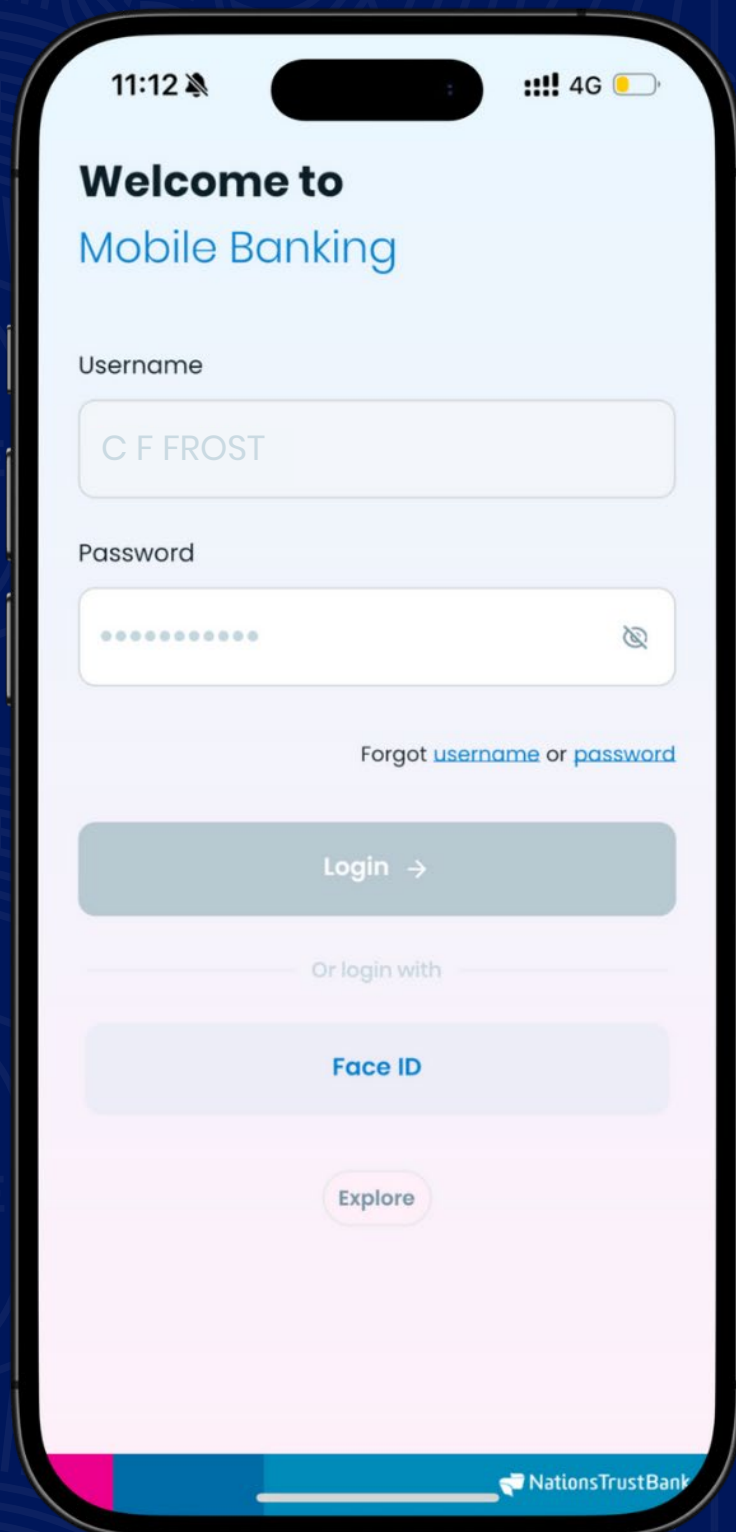 11:12
4G
Welcome to
Mobile Banking
Username
C F FROST
Password
Forgot username or password
Login →
Or login with
Face ID
Explore
NationsTrustBank